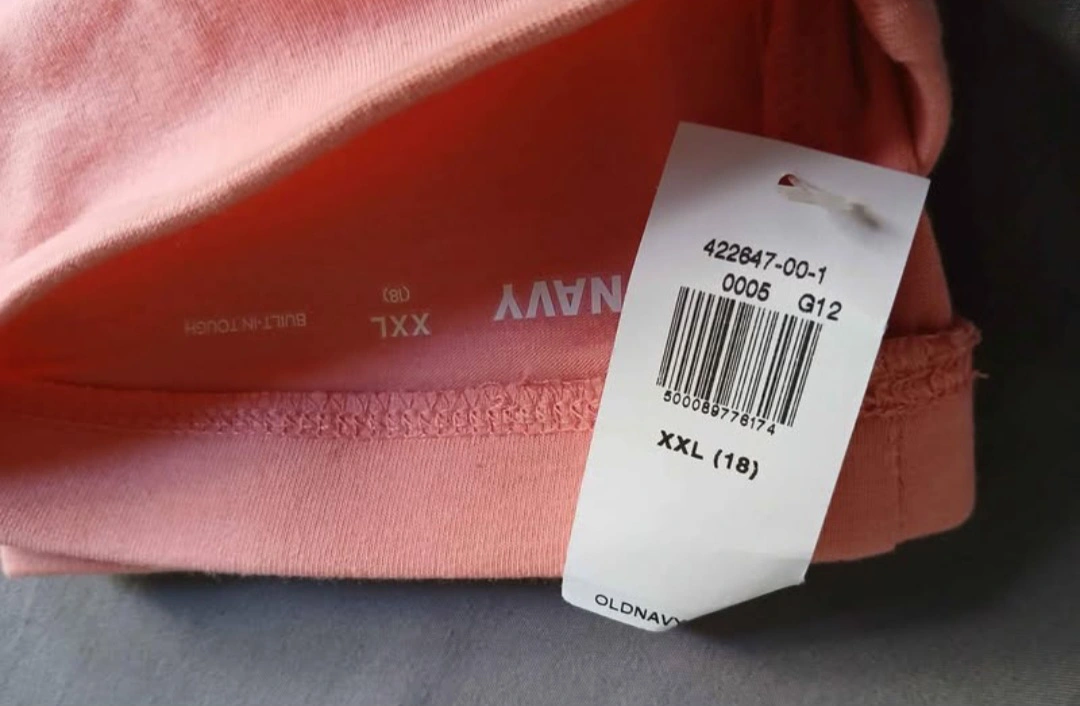 422647-00-1
0005 G12
500089776174
XXL (18)
OLDNAVY
NAVY
XXL
(18)
BUILT-IN TOUGH